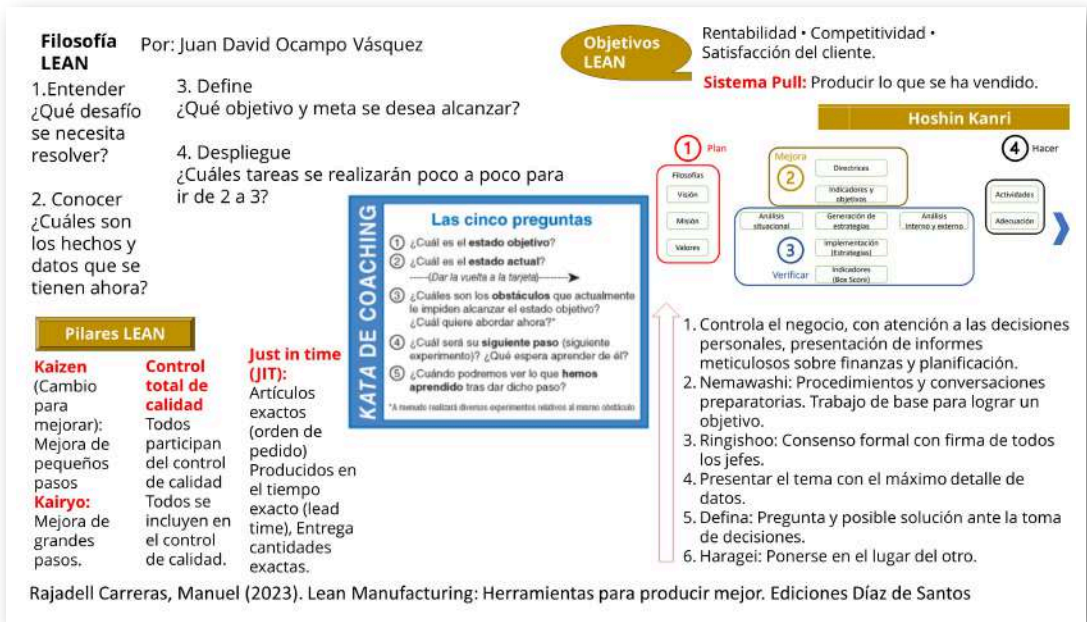 Filosofía
LEAN
Por: Juan David Ocampo Vásquez
1.Entender
¿Qué desafío
se necesita
resolver?
2. Conocer
¿Cuáles son
los hechos y
datos que se
tienen ahora?
3. Define
¿Qué objetivo y meta se desea alcanzar?
4. Despliegue
¿Cuáles tareas se realizarán poco a poco para
ir de 2 a 3?
Objetivos
LEAN
Rentabilidad • Competitividad •
Satisfacción del cliente.
Sistema Pull: Producir lo que se ha vendido.
Hoshin Kanri
1 Plan
Filosofías
Visión
Misión
Valores
Mejora
2
Directrices
Indicadores y
objetivos
Análisis
situacional
Generación de
estrategias
Análisis
interno y externo
3
Verificar
Implementación
(Estrategias)
Indicadores
(Box Score)
4 Hacer
Actividades
Adecuación
KATA DE COACHING
Las cinco preguntas
1 ¿Cuál es el estado objetivo?
2 ¿Cuál es el estado actual?
------(Dar la vuelta a la tarjeta)------->
3 ¿Cuáles son los obstáculos que actualmente
le impiden alcanzar el estado objetivo?
¿Cuál quiere abordar ahora?*
4 ¿Cuál será su siguiente paso (siguiente
experimento)? ¿Qué espera aprender de él?
5 ¿Cuándo podremos ver lo que hemos
aprendido tras dar dicho paso?
*A menudo realizará diversos experimentos relativos al mismo obstáculo
Pilares LEAN
Kaizen
(Cambio
para
mejorar):
Mejora de
pequeños
pasos
Kairyo:
Mejora de
grandes
pasos.
Control
total de
calidad
Todos
participan
del control
de calidad
Todos se
incluyen en
el control
de calidad.
Just in time
(JIT):
Artículos
exactos
(orden de
pedido)
Producidos en
el tiempo
exacto (lead
time), Entrega
cantidades
exactas.
1. Controla el negocio, con atención a las decisiones
personales, presentación de informes
meticulosos sobre finanzas y planificación.
2. Nemawashi: Procedimientos y conversaciones
preparatorias. Trabajo de base para lograr un
objetivo.
3. Ringishoo: Consenso formal con firma de todos
los jefes.
4. Presentar el tema con el máximo detalle de
datos.
5. Defina: Pregunta y posible solución ante la toma
de decisiones.
6. Haragei: Ponerse en el lugar del otro.
Rajadell Carreras, Manuel (2023). Lean Manufacturing: Herramientas para producir mejor. Ediciones Díaz de Santos